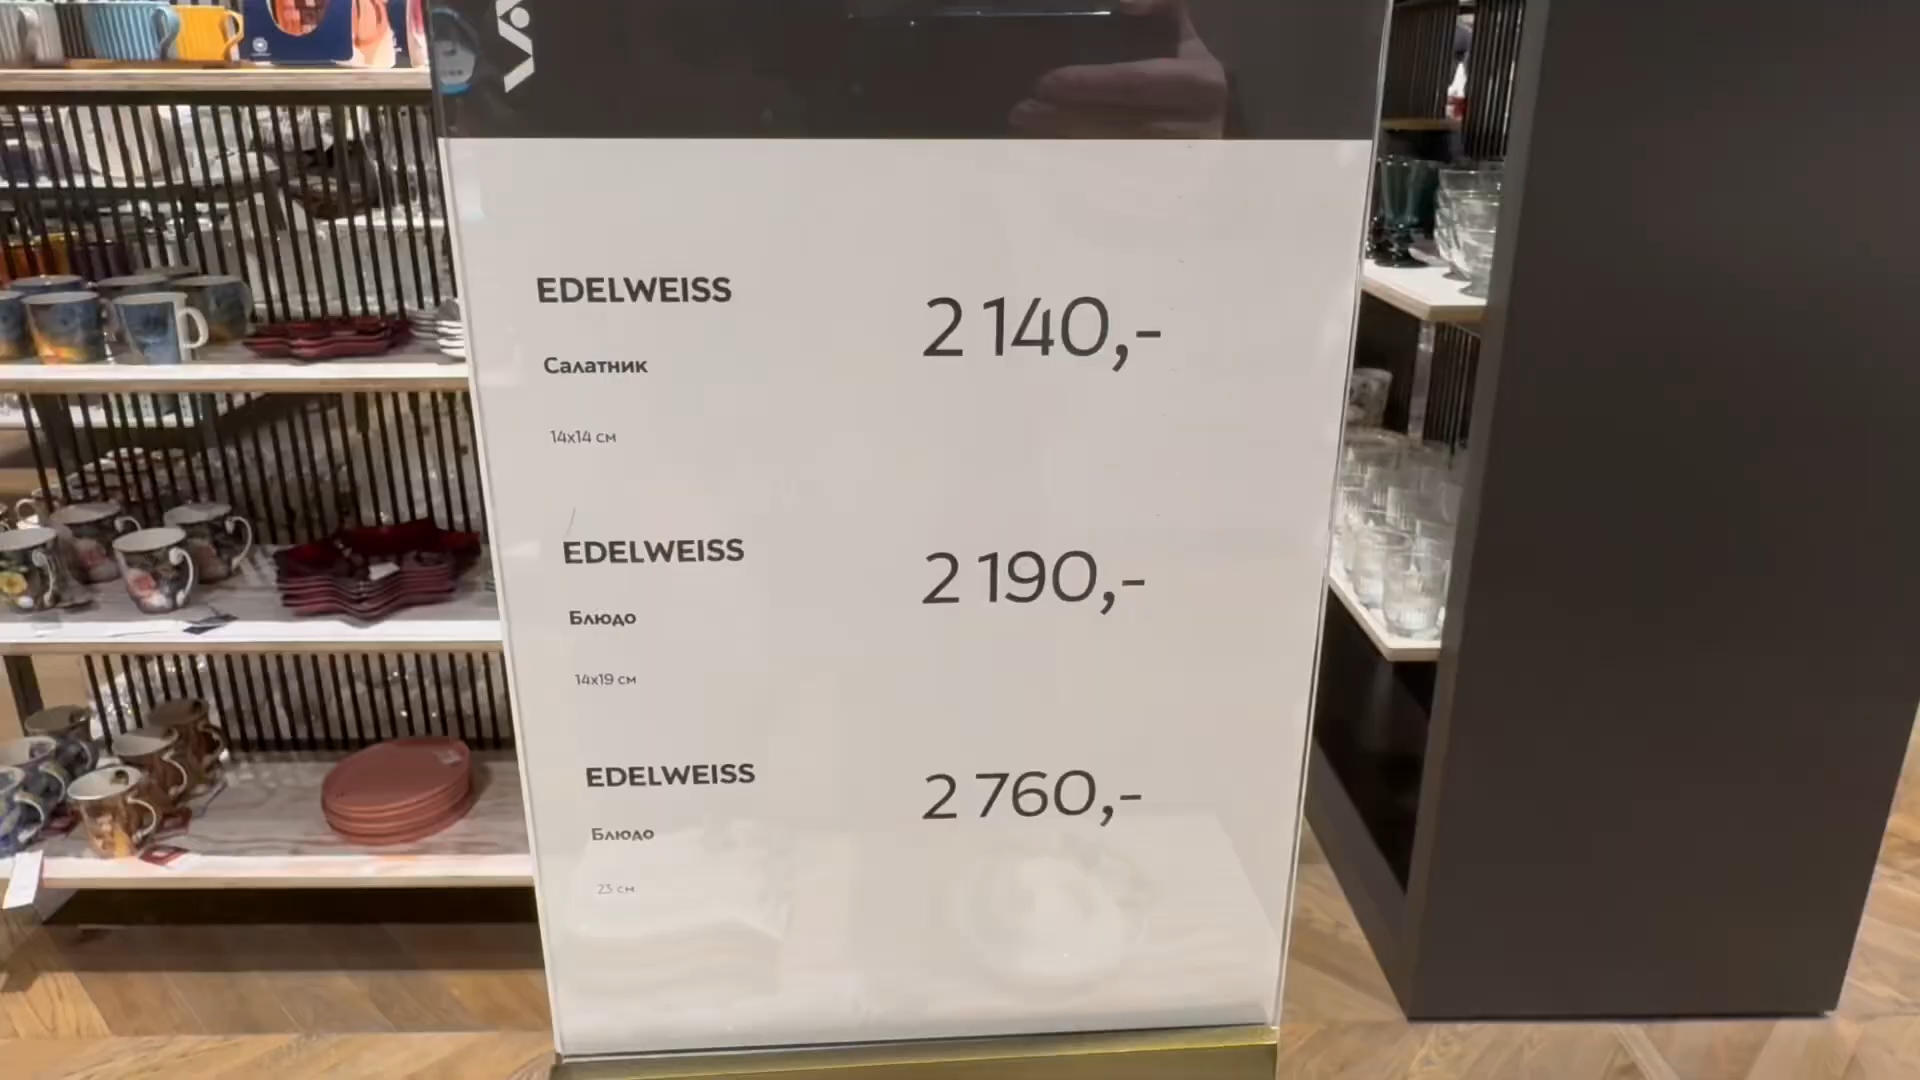 EDELWEISS
2 140,-
Салатник
14x14 см
EDELWEISS
2 190,-
Блюдо
14x19 см
EDELWEISS
2 760,-
Блюдо
23 см